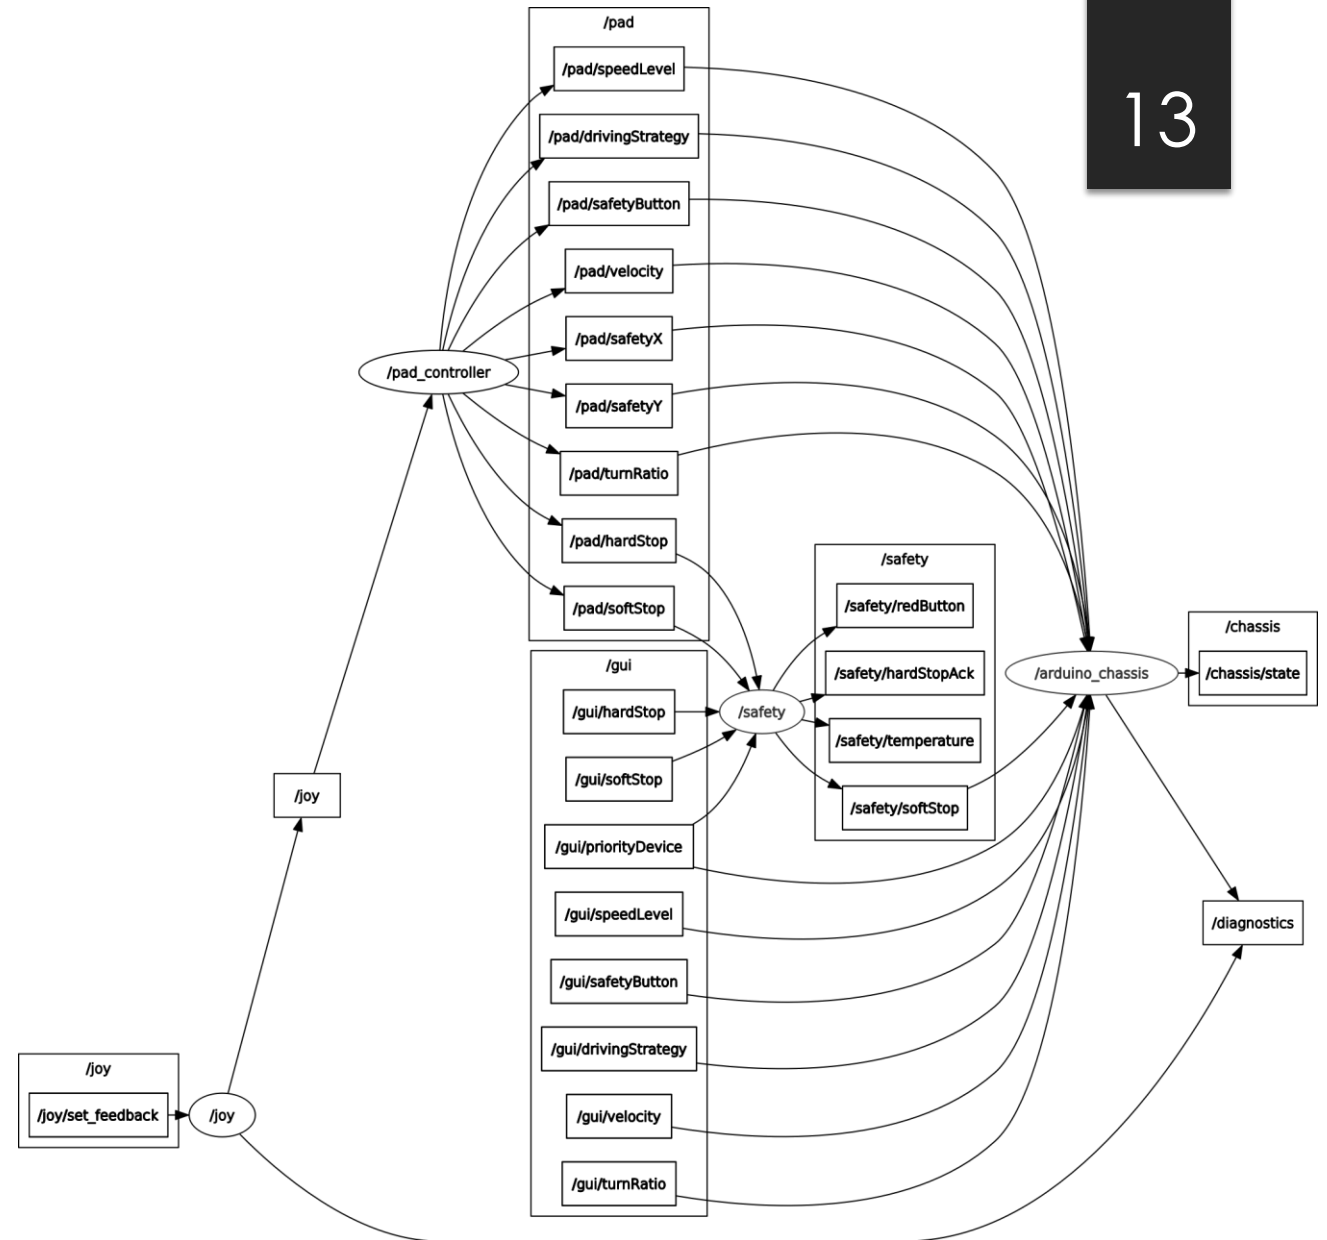 13
/pad
/pad/speedLevel
/pad/drivingStrategy
/pad/safetyButton
/pad/velocity
/pad/safetyX
/pad_controller
/pad/safetyY
/pad/turnRatio
/pad/hardStop
/pad/softStop
/safety
/safety/redButton
/safety/hardStopAck
/safety/temperature
/safety/softStop
/gui
/gui/hardStop
/safety
/gui/softStop
/gui/priorityDevice
/gui/speedLevel
/gui/safetyButton
/gui/drivingStrategy
/gui/velocity
/gui/turnRatio
/arduino_chassis
/chassis
/chassis/state
/diagnostics
/joy
/joy
/joy/set_feedback
/joy